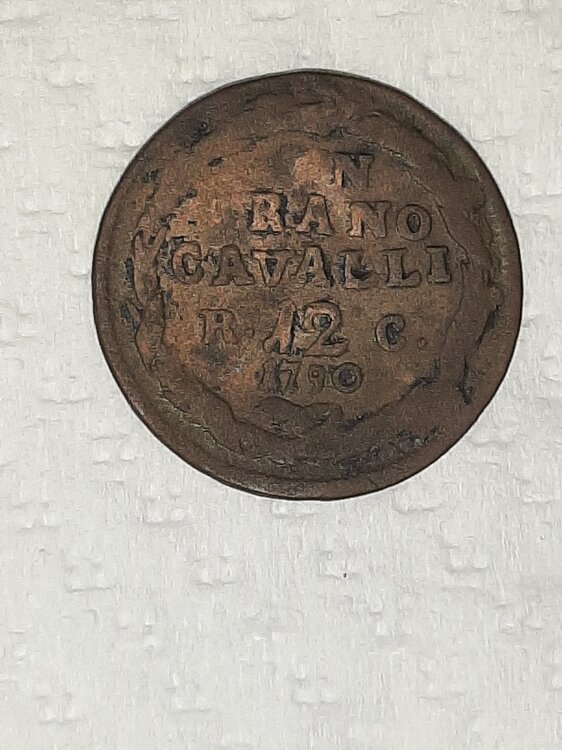 N
RANO
CAVALLI
R. 12 C.
1790